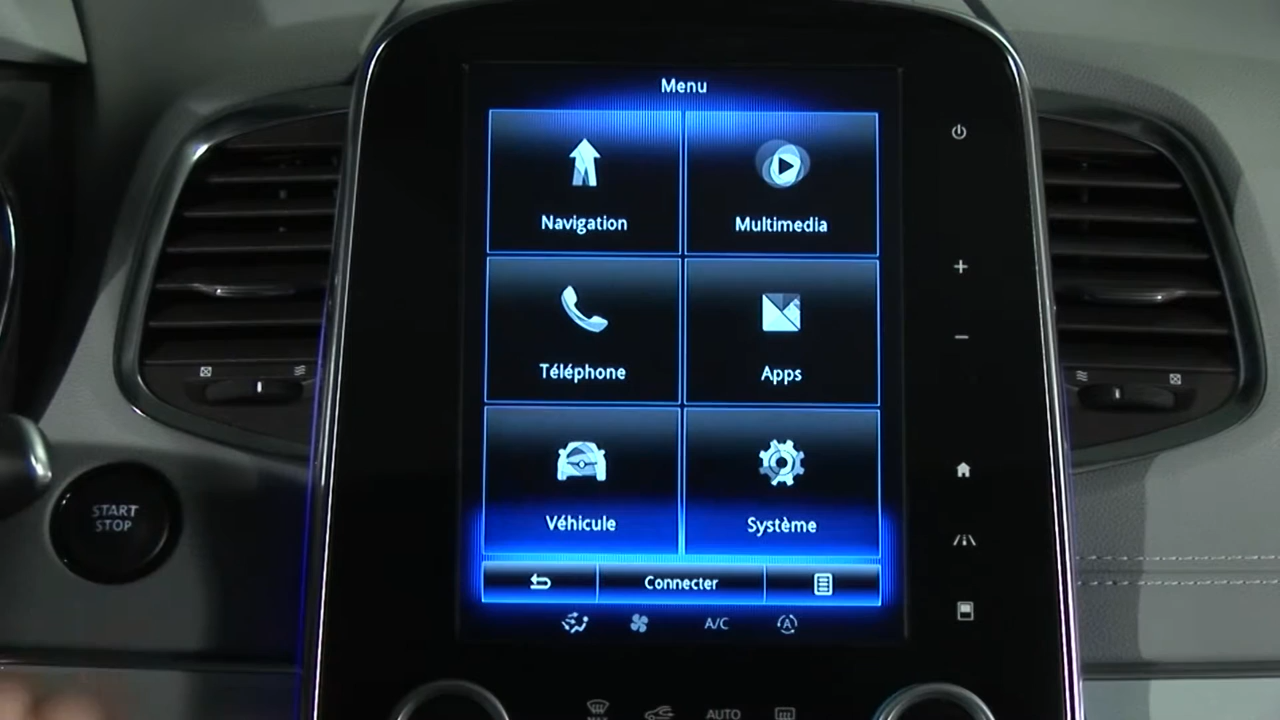 Menu
Navigation
Multimedia
Téléphone
Apps
Véhicule
Système
Connecter
A/C
A
START
STOP
AUTO